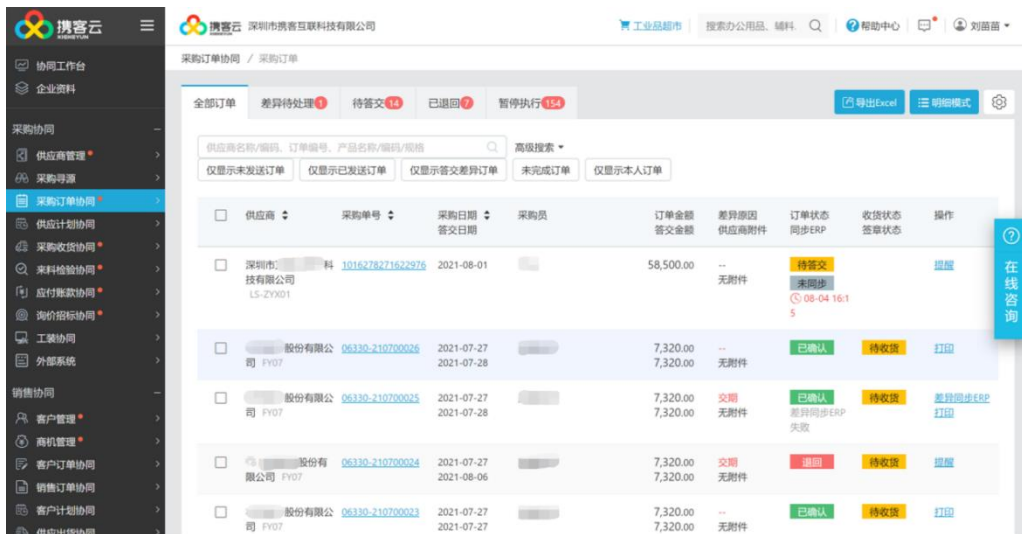 携客云
XIEKEYUN
携客云 深圳市携客互联科技有限公司
XIEKEYUN
工业品超市
搜索办公用品、辅料
帮助中心
刘苗苗
协同工作台
企业资料
采购协同
供应商管理
采购寻源
采购订单协同
供应计划协同
采购收货协同
来料检验协同
应付账款协同
询价招标协同
工装协同
外部系统
销售协同
客户管理
商机管理
客户订单协同
销售订单协同
客户计划协同
供应出货协同
采购订单协同 / 采购订单
全部订单 差异待处理 1 待答交 14 已退回 7 暂停执行 154
导出Excel 明细模式
供应商名称/编码、订单编号、产品名称/编码/规格
高级搜索
仅显示未发送订单 仅显示已发送订单 仅显示答交差异订单 未完成订单 仅显示本人订单
供应商 采购单号 采购日期 采购员 订单金额 差异原因 订单状态 收货状态 操作
答交日期 答交金额 供应商附件 同步ERP 签章状态
深圳市 科 1016278271622976 2021-08-01 58,500.00 -- 待答交 提醒
技有限公司 无附件 未同步
LS-ZYX01 08-04 16:1
5
股份有限公 06330-210700026 2021-07-27 7,320.00 -- 已确认 待收货 打印
司 FY07 2021-07-28 7,320.00 无附件
股份有限公 06330-210700025 2021-07-27 7,320.00 交期 已确认 待收货 差异同步ERP
司 FY07 2021-07-28 7,320.00 无附件 差异同步ERP 打印
失败
股份有 06330-210700024 2021-07-27 7,320.00 交期 退回 待收货 提醒
限公司 FY07 2021-08-06 7,320.00 无附件
股份有限公 06330-210700023 2021-07-27 7,320.00 -- 已确认 待收货 打印
司 FY07 2021-07-27 7,320.00 无附件
在线咨询